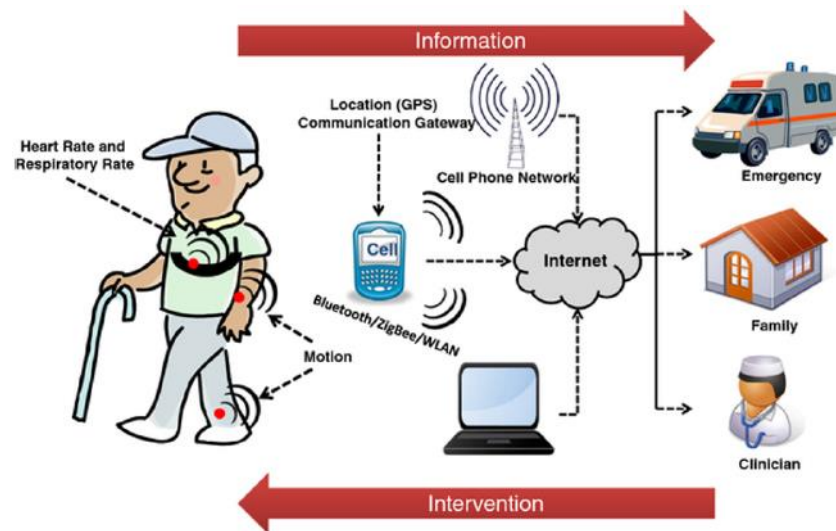 Information
Location (GPS)
Communication Gateway
Heart Rate and
Respiratory Rate
Cell Phone Network
Emergency
Cell
Internet
Bluetooth/ZigBee/WLAN
Family
Motion
Clinician
Intervention